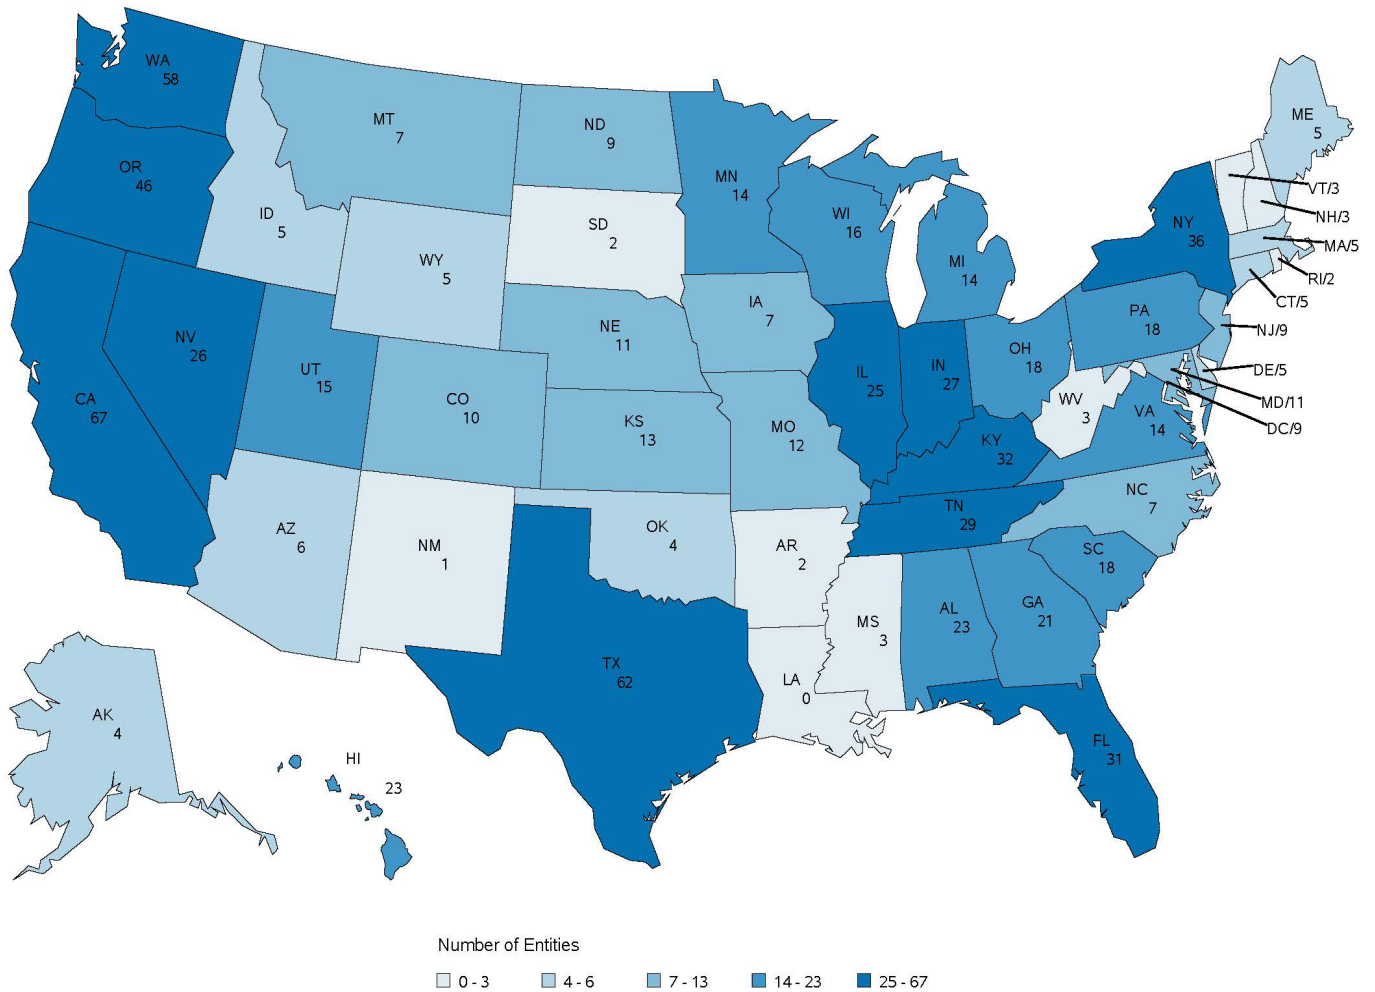 WA
58
MT
7
ND
9
ME
5
OR
46
MN
14
VT/3
ID
5
SD
2
WI
16
NY
36
NH/3
MA/5
WY
5
MI
14
RI/2
CT/5
IA
7
PA
18
NJ/9
NV
26
NE
11
OH
18
UT
15
IL
25
IN
27
DE/5
CA
67
CO
10
WV
3
MD/11
VA
14
DC/9
KS
13
MO
12
KY
32
NC
7
TN
29
AZ
6
NM
1
OK
4
AR
2
SC
18
MS
3
AL
23
GA
21
TX
62
LA
0
AK
4
FL
31
HI
23
Number of Entities
0 - 3
4 - 6
7 - 13
14 - 23
25 - 67